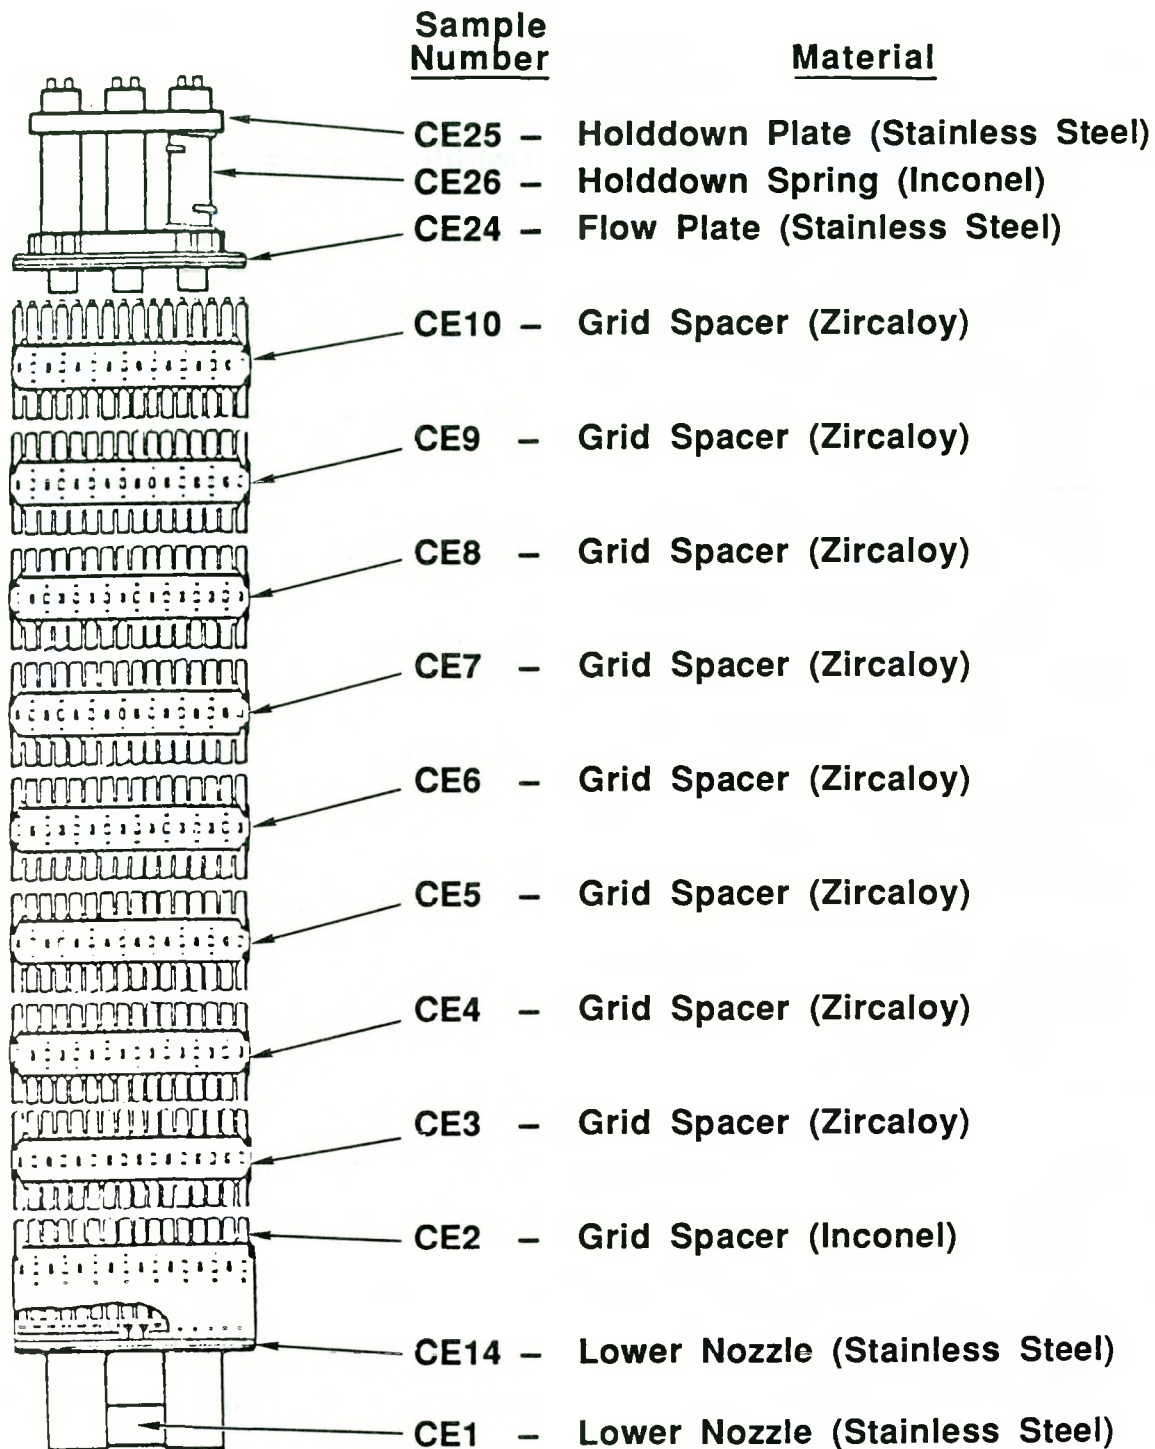 Sample
Number Material
CE25 – Holddown Plate (Stainless Steel)
CE26 – Holddown Spring (Inconel)
CE24 – Flow Plate (Stainless Steel)
CE10 – Grid Spacer (Zircaloy)
CE9 – Grid Spacer (Zircaloy)
CE8 – Grid Spacer (Zircaloy)
CE7 – Grid Spacer (Zircaloy)
CE6 – Grid Spacer (Zircaloy)
CE5 – Grid Spacer (Zircaloy)
CE4 – Grid Spacer (Zircaloy)
CE3 – Grid Spacer (Zircaloy)
CE2 – Grid Spacer (Inconel)
CE14 – Lower Nozzle (Stainless Steel)
CE1 – Lower Nozzle (Stainless Steel)